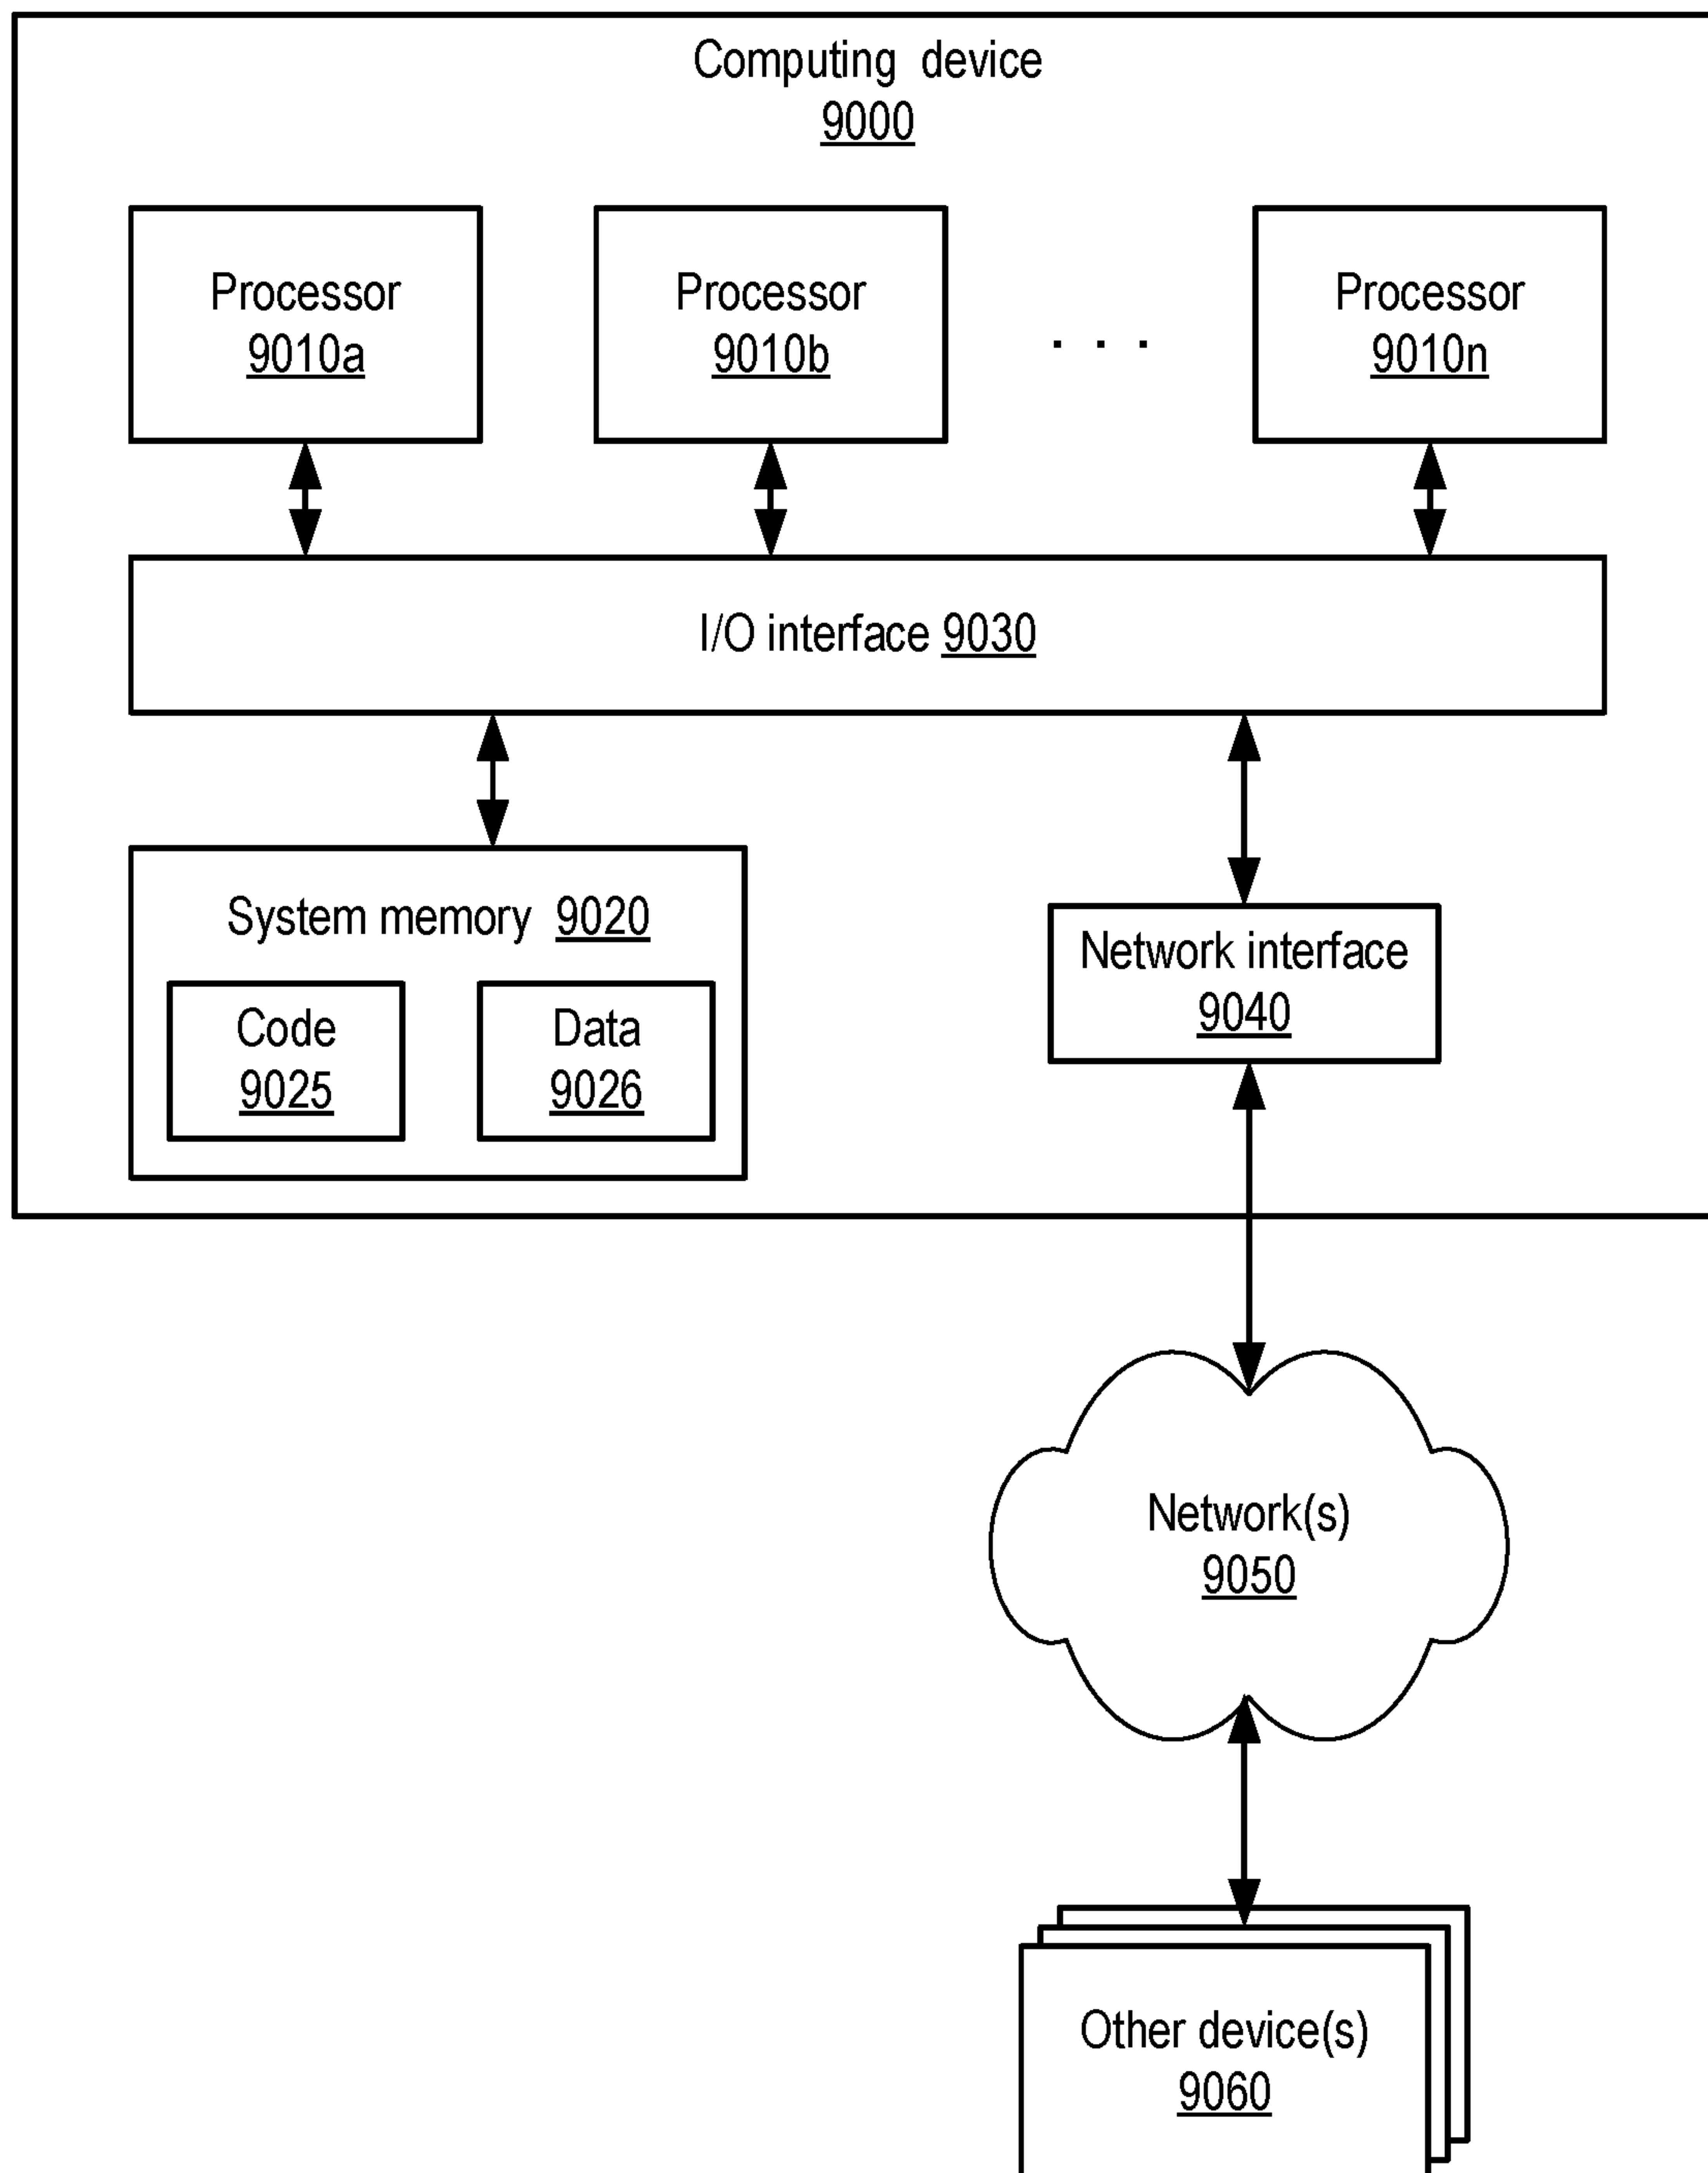 Computing device
9000
Processor
9010a
Processor
9010b
. . .
Processor
9010n
I/O interface 9030
System memory 9020
Code
9025
Data
9026
Network interface
9040
Network(s)
9050
Other device(s)
9060